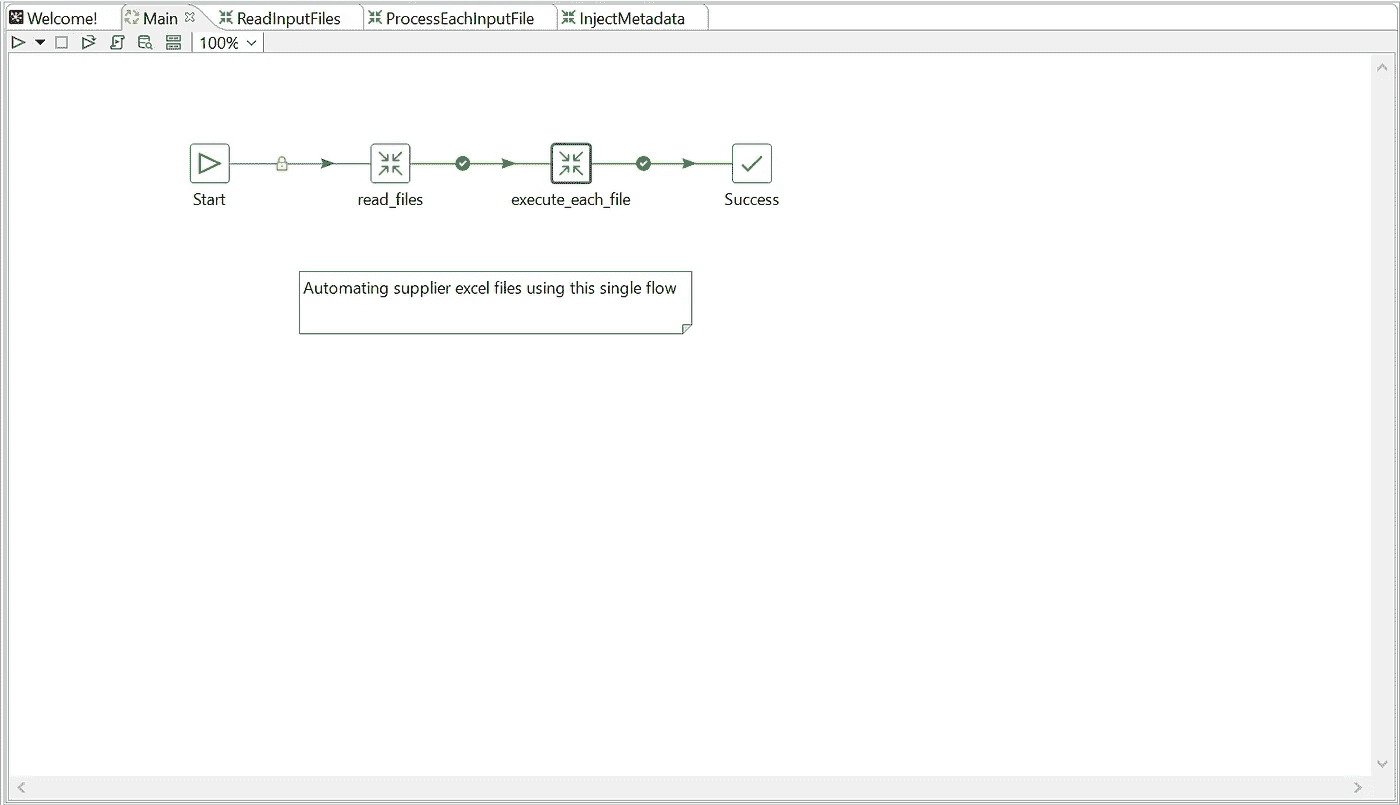 Welcome!
Main
ReadInputFiles
ProcessEachInputFile
InjectMetadata
100%
Start
read_files
execute_each_file
Success
Automating supplier excel files using this single flow